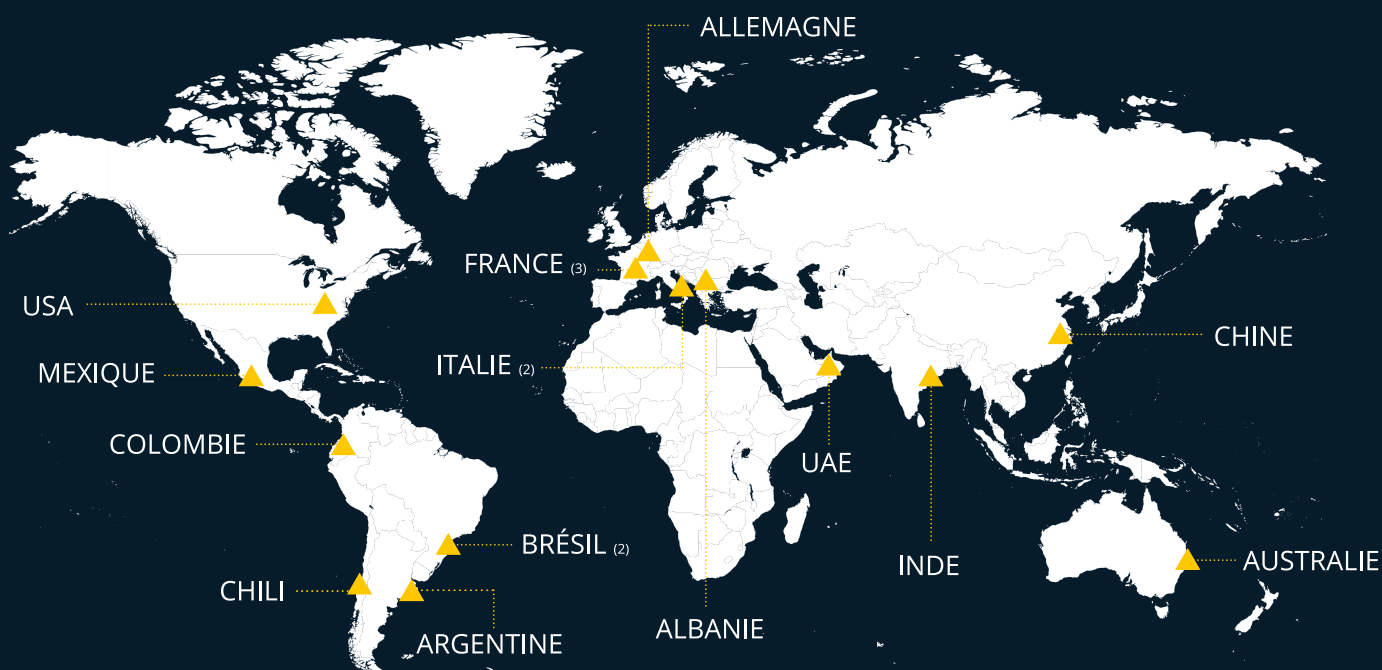 ALLEMAGNE
FRANCE (3)
USA
CHINE
ITALIE (2)
MEXIQUE
COLOMBIE
UAE
BRÉSIL (2)
AUSTRALIE
INDE
CHILI
ALBANIE
ARGENTINE